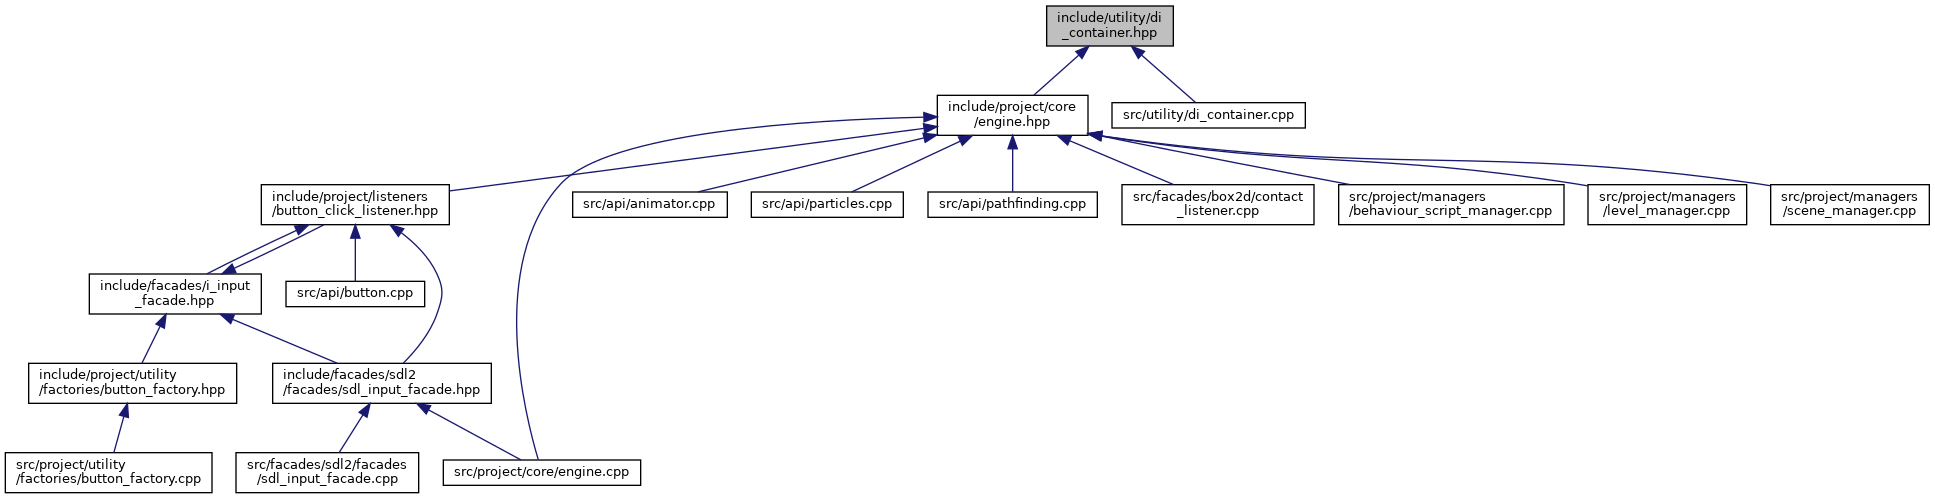 include/utility/di
_container.hpp
include/project/core
/engine.hpp
src/utility/di_container.cpp
include/project/listeners
/button_click_listener.hpp
src/api/animator.cpp
src/api/particles.cpp
src/api/pathfinding.cpp
src/facades/box2d/contact
_listener.cpp
src/project/managers
/behaviour_script_manager.cpp
src/project/managers
/level_manager.cpp
src/project/managers
/scene_manager.cpp
include/facades/i_input
_facade.hpp
src/api/button.cpp
include/project/utility
/factories/button_factory.hpp
include/facades/sdl2
/facades/sdl_input_facade.hpp
src/project/utility
/factories/button_factory.cpp
src/facades/sdl2/facades
/sdl_input_facade.cpp
src/project/core/engine.cpp